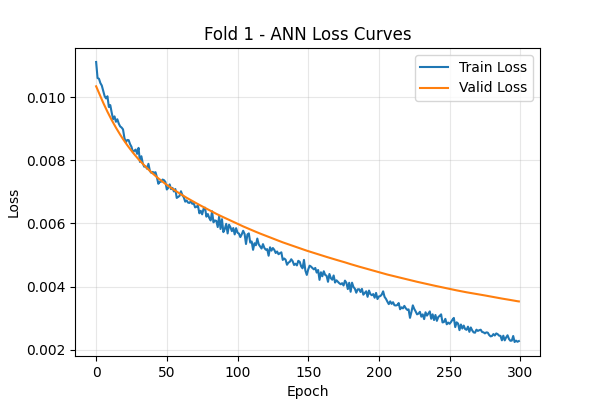 Fold 1 - ANN Loss Curves
Train Loss
Valid Loss
Loss
0.010
0.008
0.006
0.004
0.002
0 50 100 150 200 250 300
Epoch